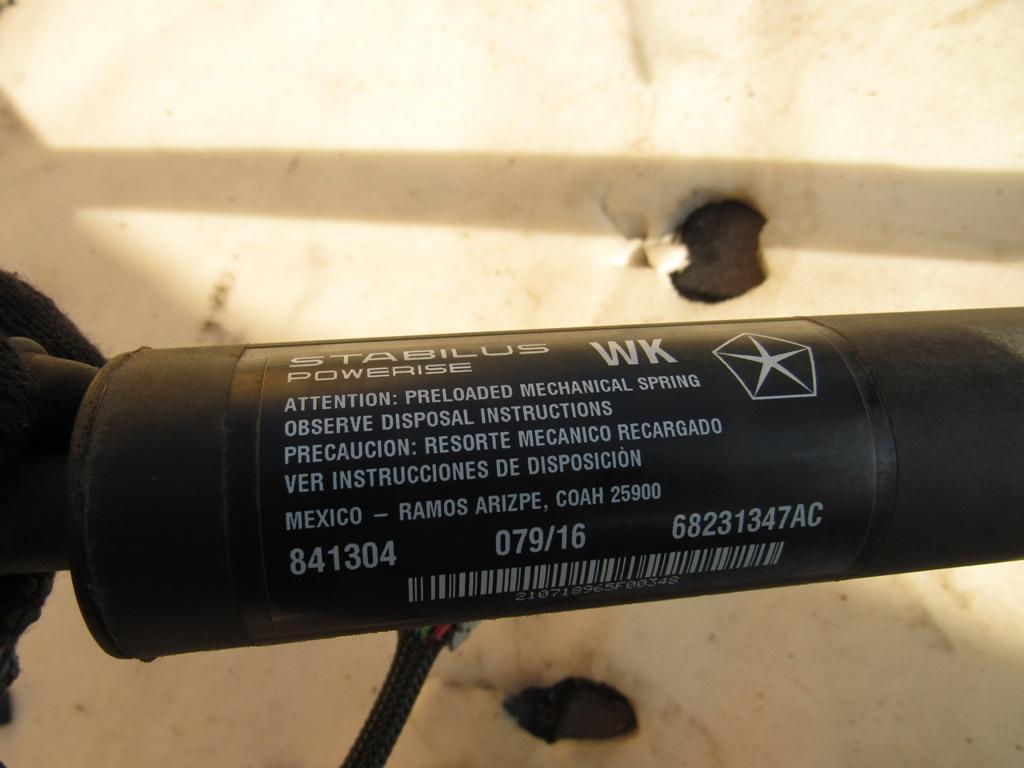 STABILUS WK
POWERISE
ATTENTION: PRELOADED MECHANICAL SPRING
OBSERVE DISPOSAL INSTRUCTIONS
PRECAUCION: RESORTE MECANICO RECARGADO
VER INSTRUCCIONES DE DISPOSICIÒN
MEXICO – RAMOS ARIZPE, COAH 25900
841304 079/16 68231347AC
210718965F00348